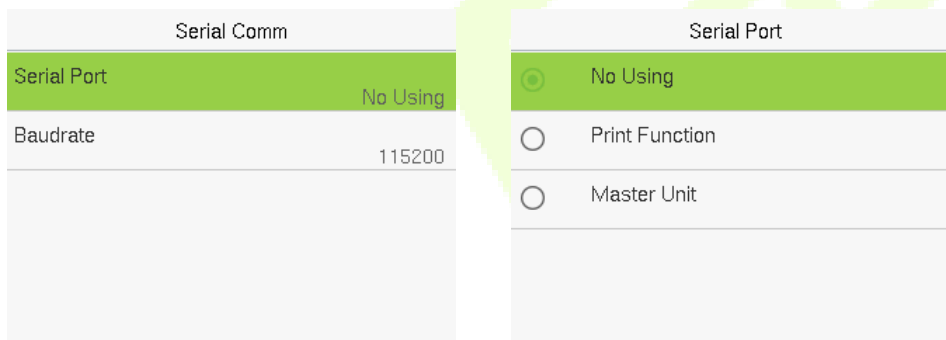 Serial Comm
Serial Port
No Using
Baudrate
115200
Serial Port
No Using
Print Function
Master Unit